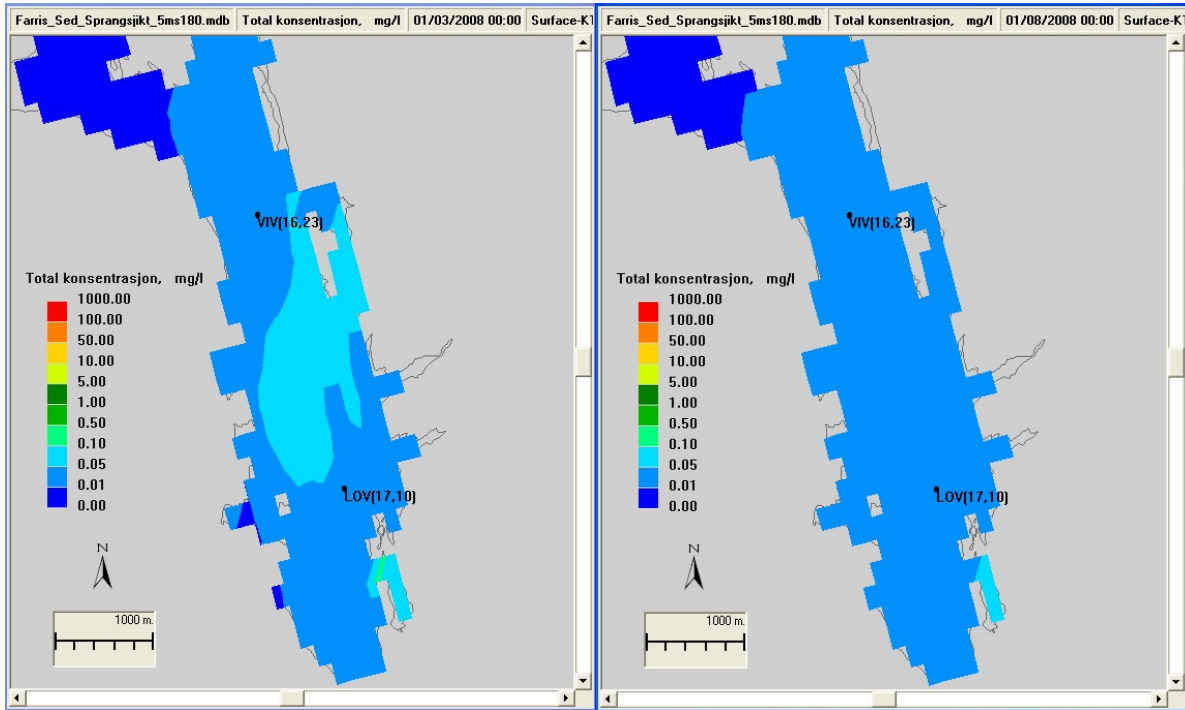 Farris_Sed_Sprangsjikt_5ms180.mdb Total konsentrasjon, mg/l 01/03/2008 00:00
VIV(16,23)
Total konsentrasjon, mg/l
1000.00
100.00
50.00
10.00
5.00
1.00
0.50
0.10
0.05
0.01
0.00
LOV(17,10)
N
1000 m.
Farris_Sed_Sprangsjikt_5ms180.mdb Total konsentrasjon, mg/l 01/08/2008 00:00
VIV(16,23)
Total konsentrasjon, mg/l
1000.00
100.00
50.00
10.00
5.00
1.00
0.50
0.10
0.05
0.01
0.00
LOV(17,10)
N
1000 m.